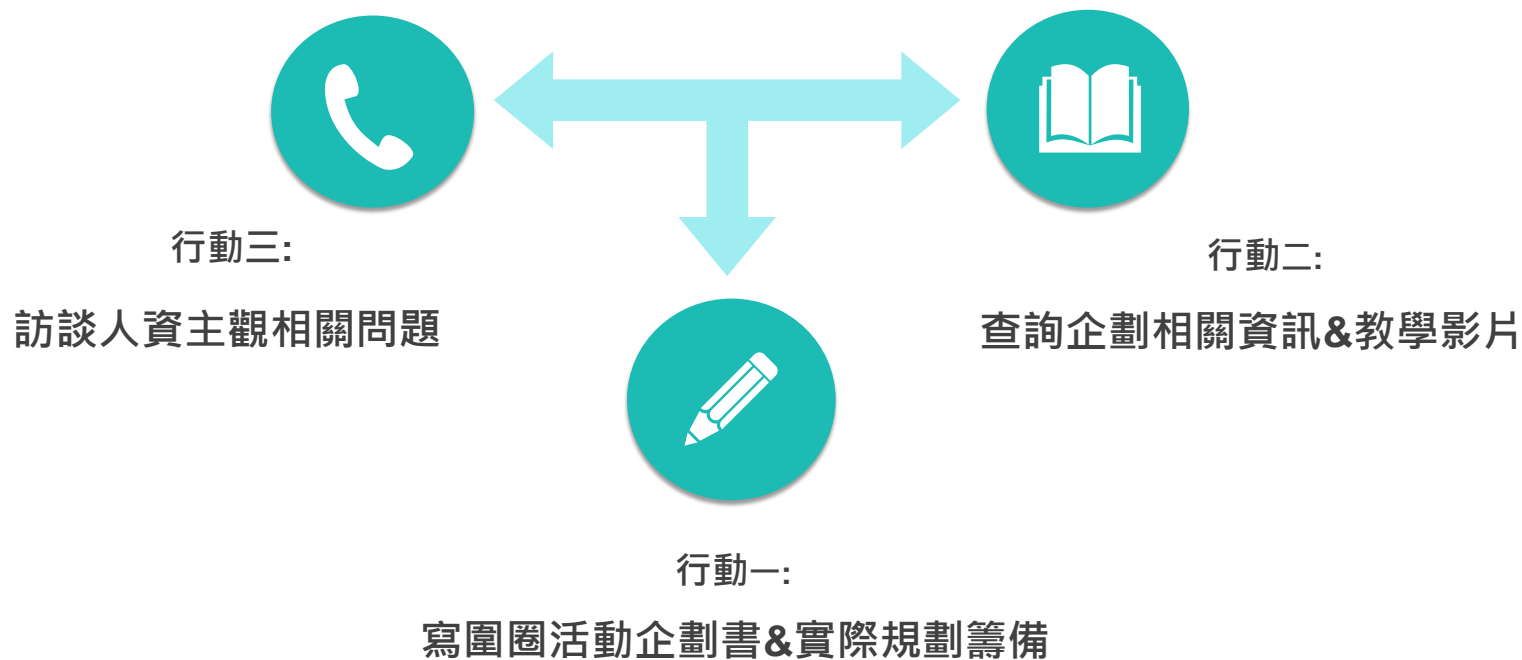 行動三:
訪談人資主觀相關問題
行動二:
查詢企劃相關資訊&教學影片
行動一:
寫圍圈活動企劃書&實際規劃籌備